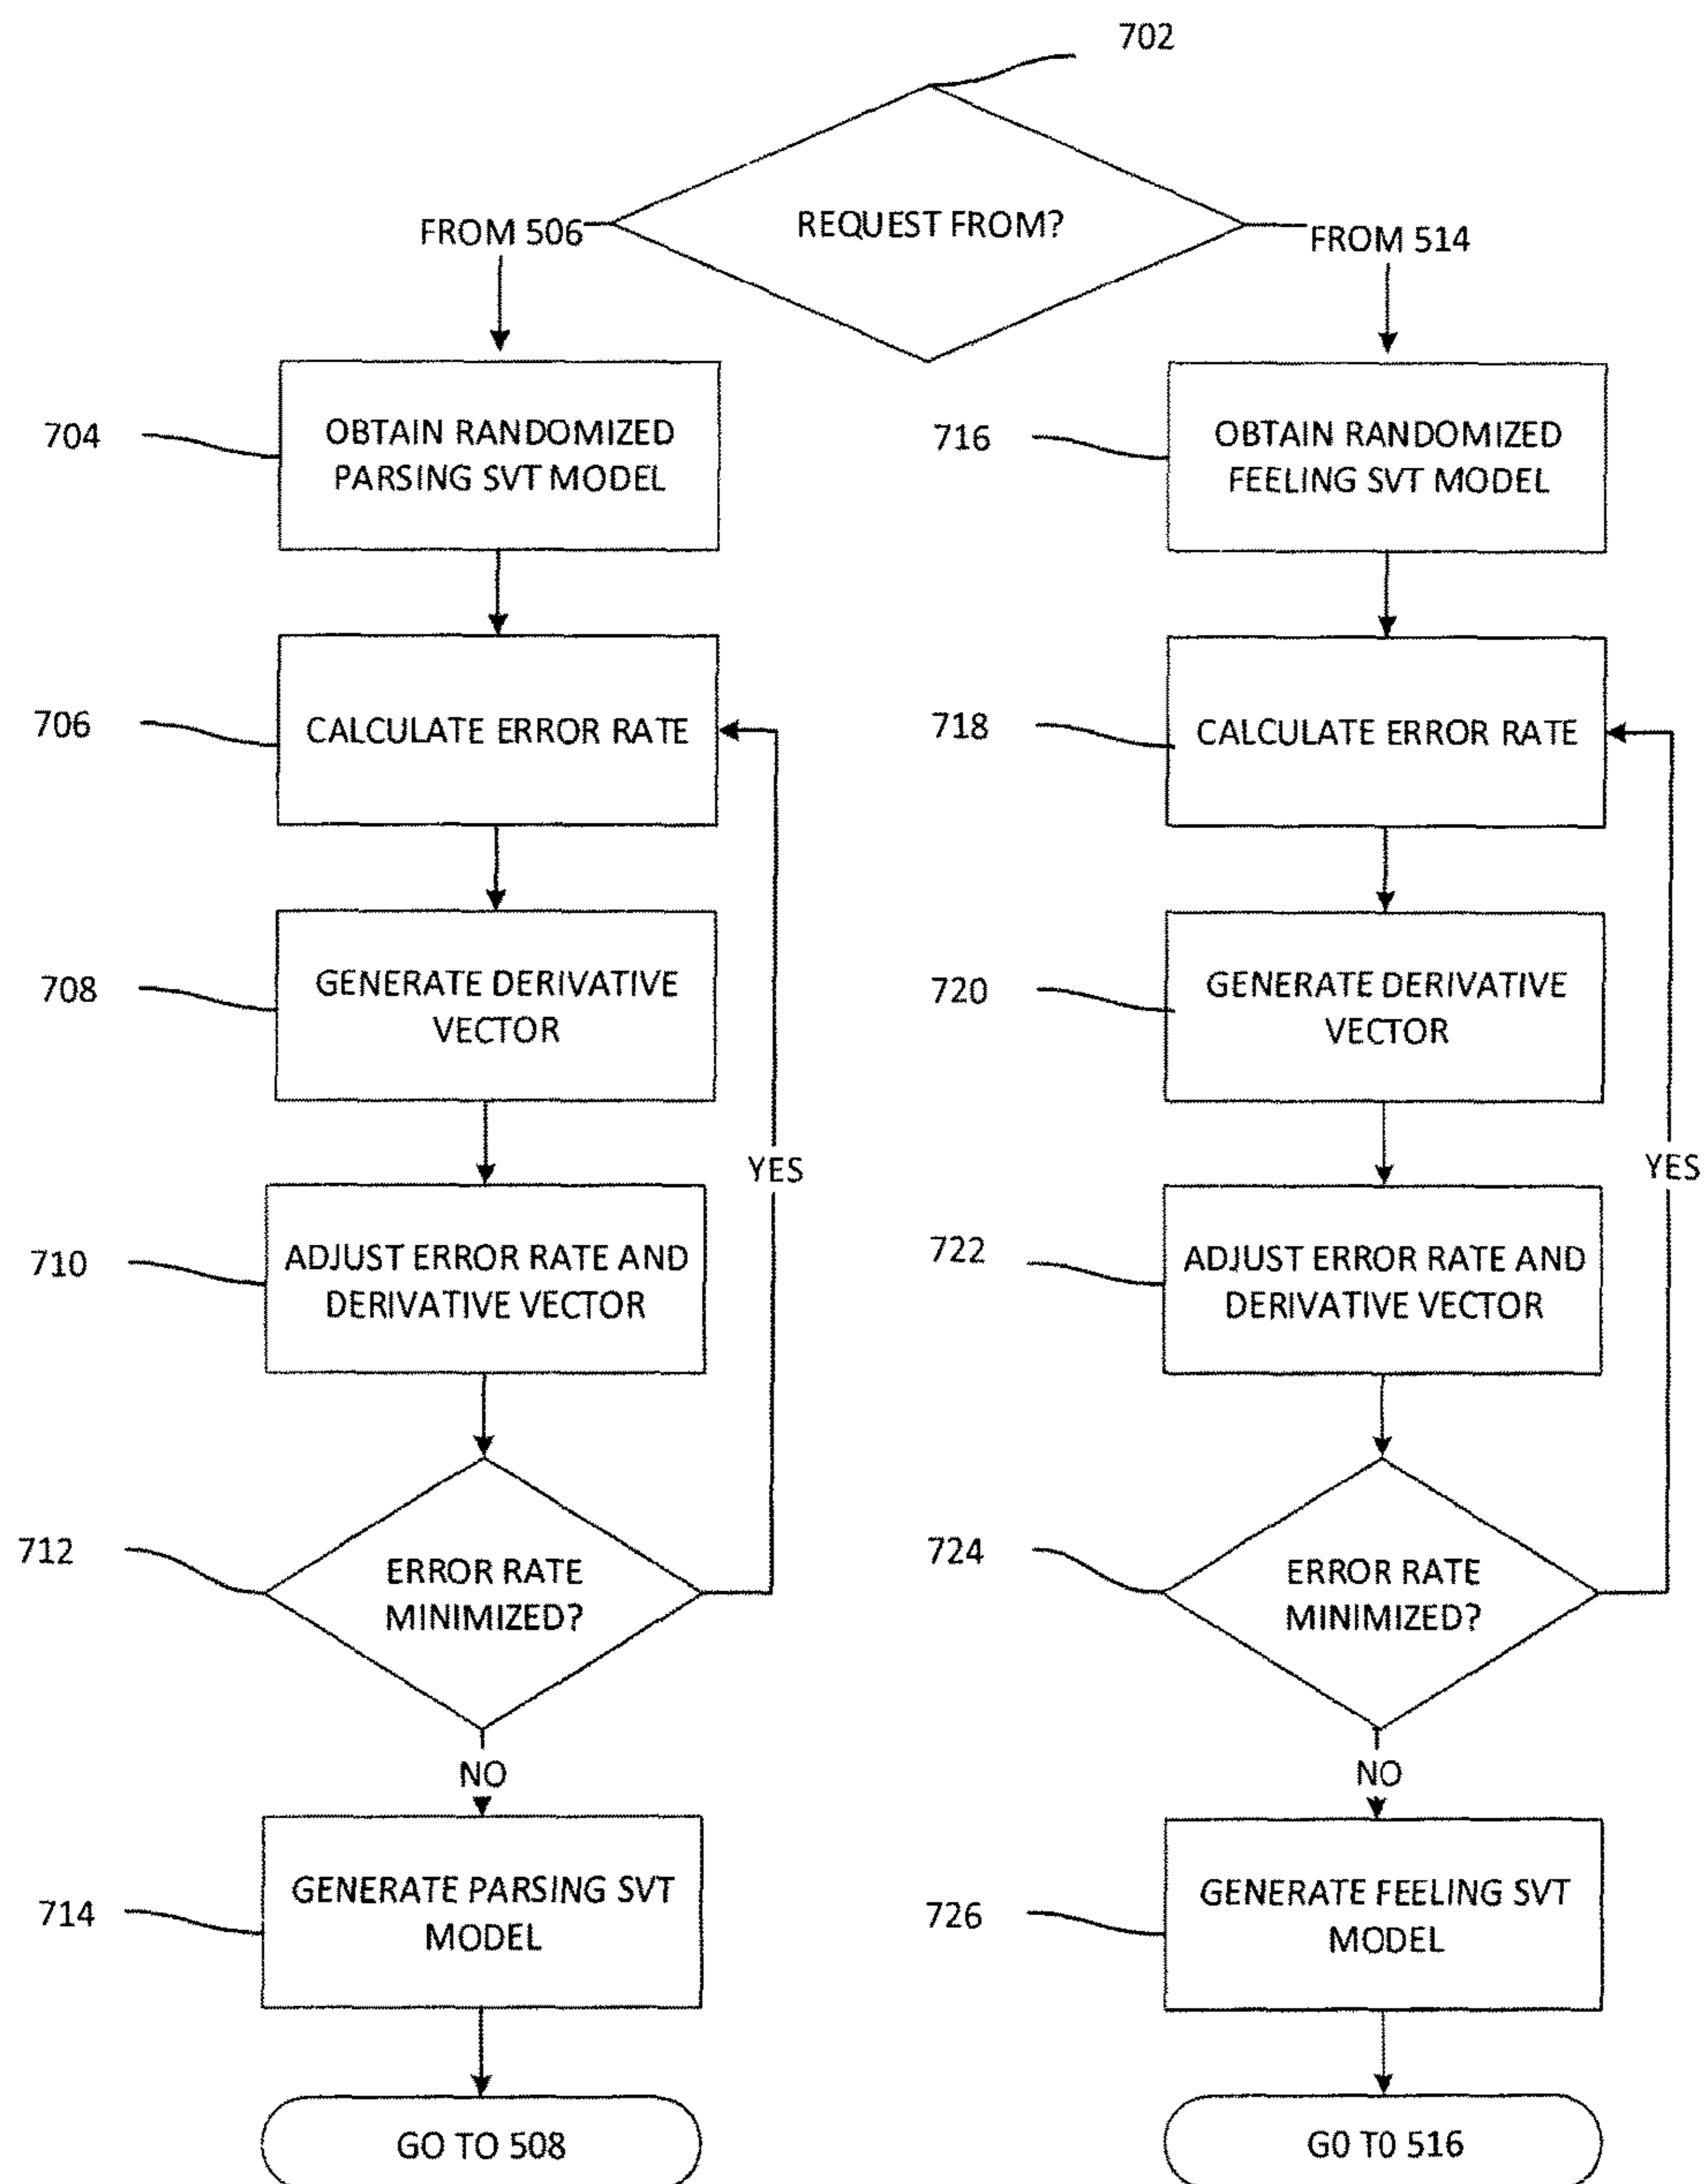 702
REQUEST FROM?
FROM 506
FROM 514
704
OBTAIN RANDOMIZED
PARSING SVT MODEL
706
CALCULATE ERROR RATE
708
GENERATE DERIVATIVE
VECTOR
YES
710
ADJUST ERROR RATE AND
DERIVATIVE VECTOR
712
ERROR RATE
MINIMIZED?
NO
714
GENERATE PARSING SVT
MODEL
GO TO 508
716
OBTAIN RANDOMIZED
FEELING SVT MODEL
718
CALCULATE ERROR RATE
720
GENERATE DERIVATIVE
VECTOR
YES
722
ADJUST ERROR RATE AND
DERIVATIVE VECTOR
724
ERROR RATE
MINIMIZED?
NO
726
GENERATE FEELING SVT
MODEL
G0 T0 516